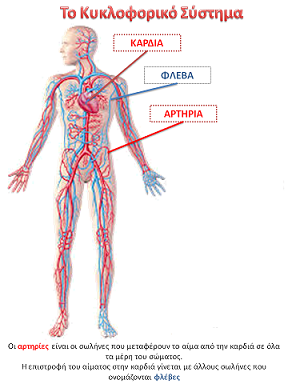 Το Κυκλοφορικό Σύστημα
ΚΑΡΔΙΑ
ΦΛΕΒΑ
ΑΡΤΗΡΙΑ
Οι αρτηρίες είναι οι σωλήνες που μεταφέρουν το αίμα από την καρδιά σε όλα
τα μέρη του σώματος.
Η επιστροφή του αίματος στην καρδιά γίνεται με άλλους σωλήνες που
ονομάζονται φλέβες